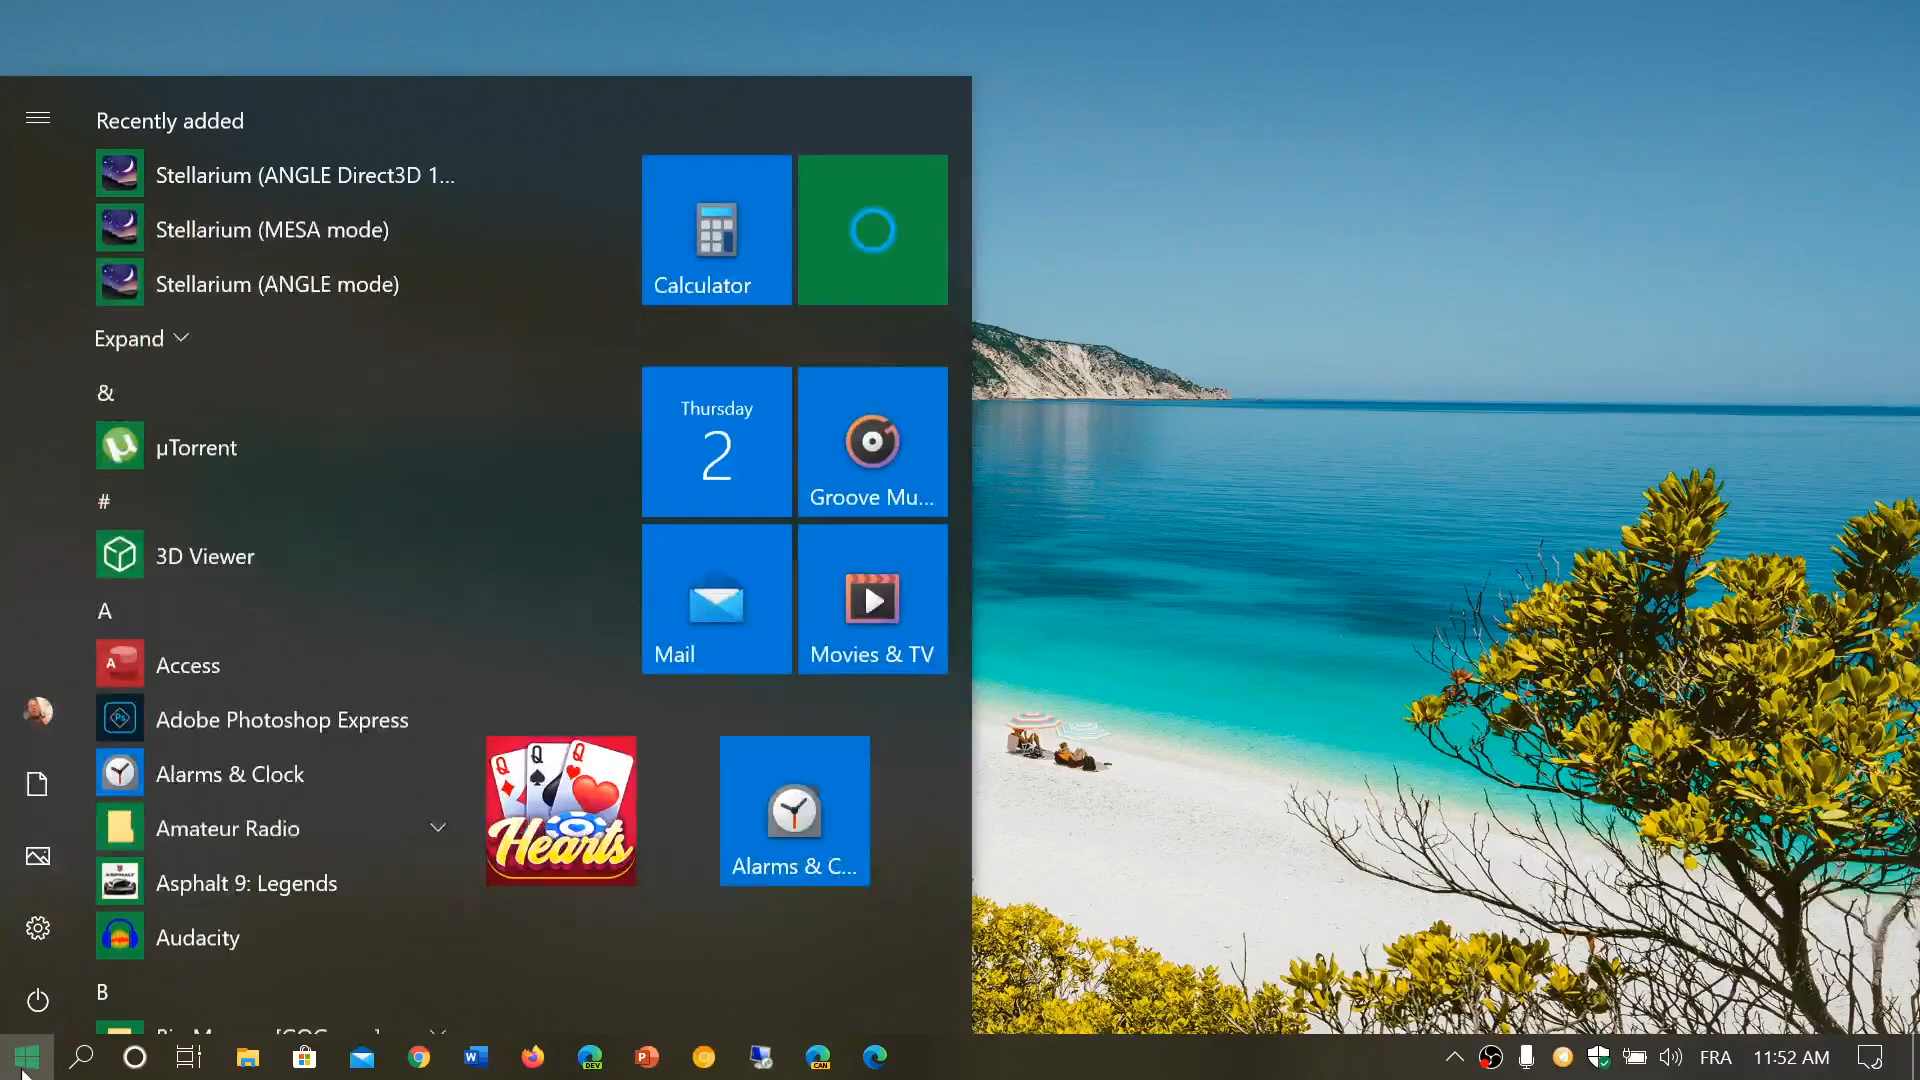 Recently added
Stellarium (ANGLE Direct3D 1...
Stellarium (MESA mode)
Stellarium (ANGLE mode)
Expand
&
µTorrent
#
3D Viewer
A
Access
Adobe Photoshop Express
Alarms & Clock
Amateur Radio
Asphalt 9: Legends
Audacity
B
Calculator
Thursday
2
Groove Mu...
Mail
Movies & TV
Q Q Q
Hearts
Alarms & C...
DEV
CAN
FRA
11:52 AM